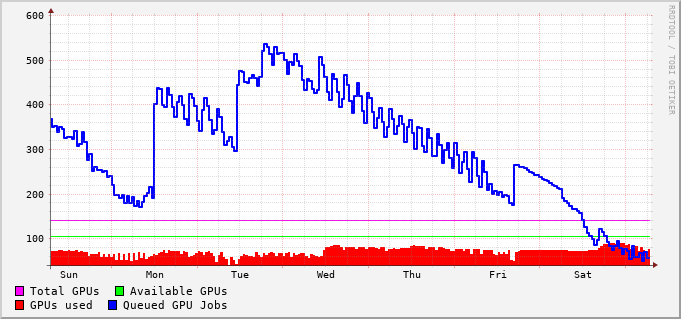 600
RRDTOOL / TOBI OETIKER
500
400
300
200
100
Sun Mon Tue Wed Thu Fri Sat
Total GPUs Available GPUs
GPUs used Queued GPU Jobs